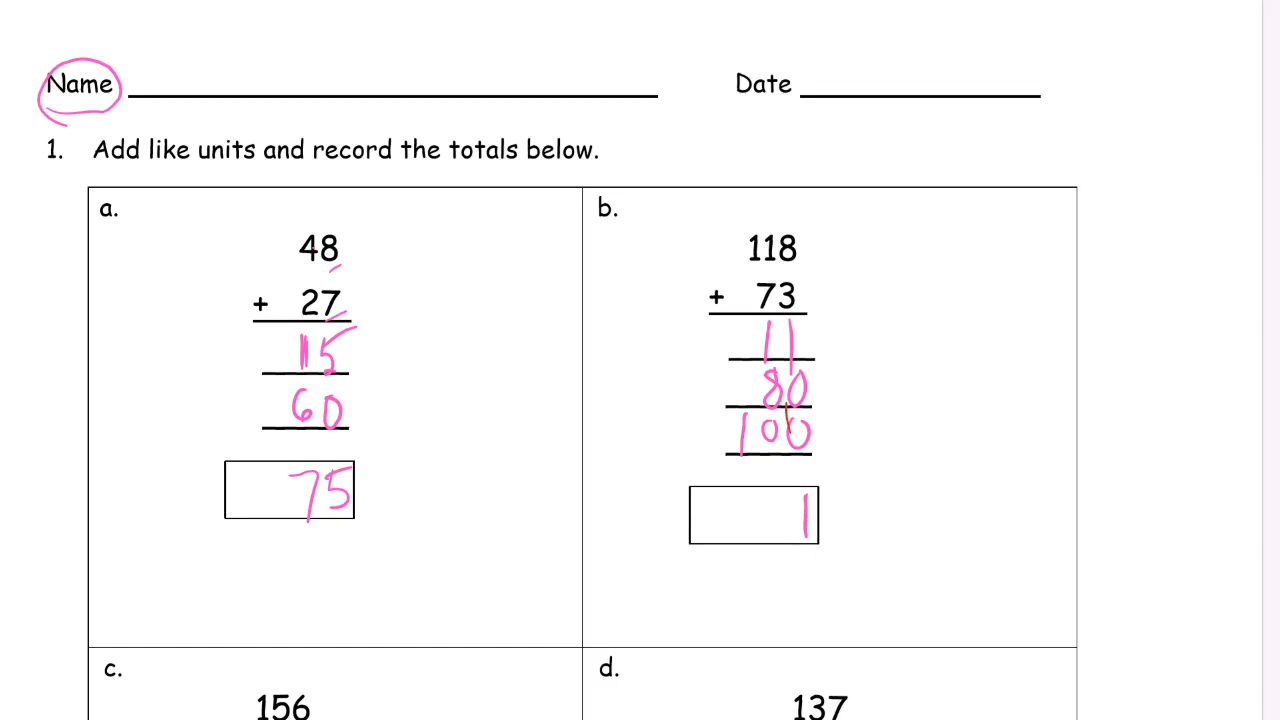 Name Date
1. Add like units and record the totals below.
a.
48
+ 27
15
60
75
b.
118
+ 73
11
80
100
1
c.
156
d.
137